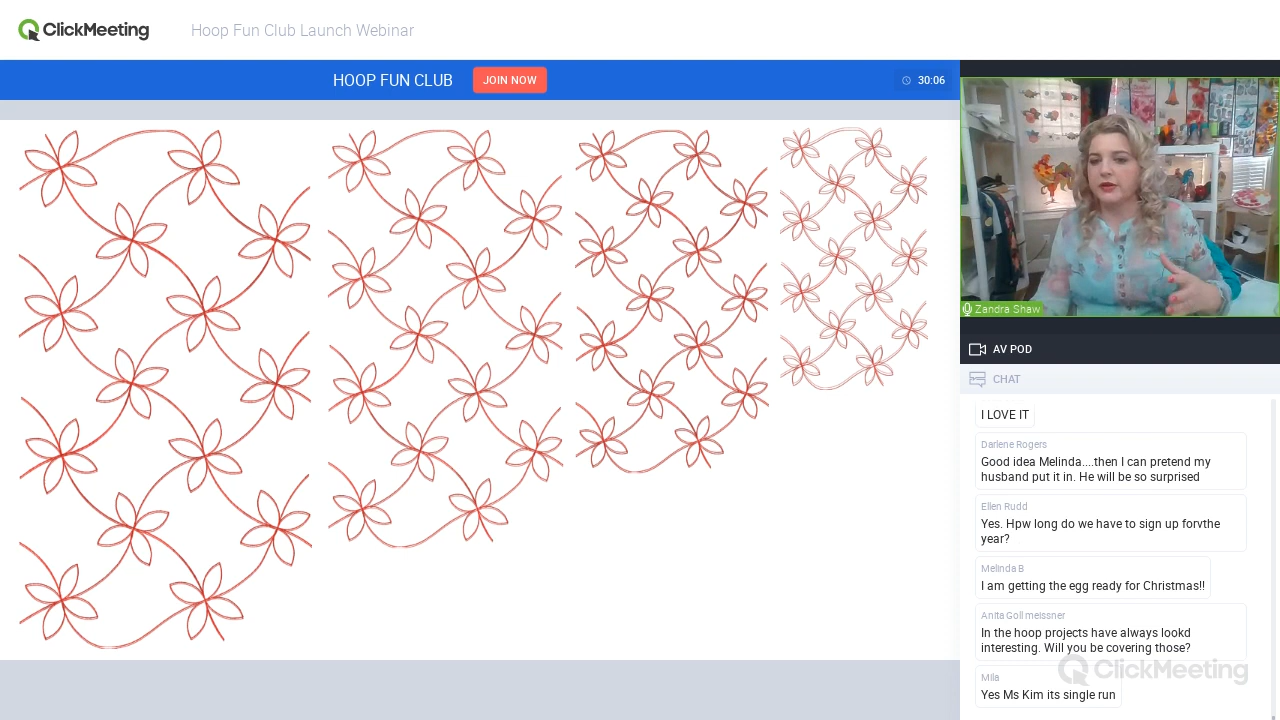 ClickMeeting
Hoop Fun Club Launch Webinar
HOOP FUN CLUB
JOIN NOW
30:06
Zandra Shaw
AV POD
CHAT
I LOVE IT
Darlene Rogers
Good idea Melinda....then I can pretend my
husband put it in. He will be so surprised
Ellen Rudd
Yes. Hpw long do we have to sign up forvthe
year?
Melinda B
I am getting the egg ready for Christmas!!
Anita Goll meissner
In the hoop projects have always lookd
interesting. Will you be covering those?
Mila
Yes Ms Kim its single run
ClickMeeting